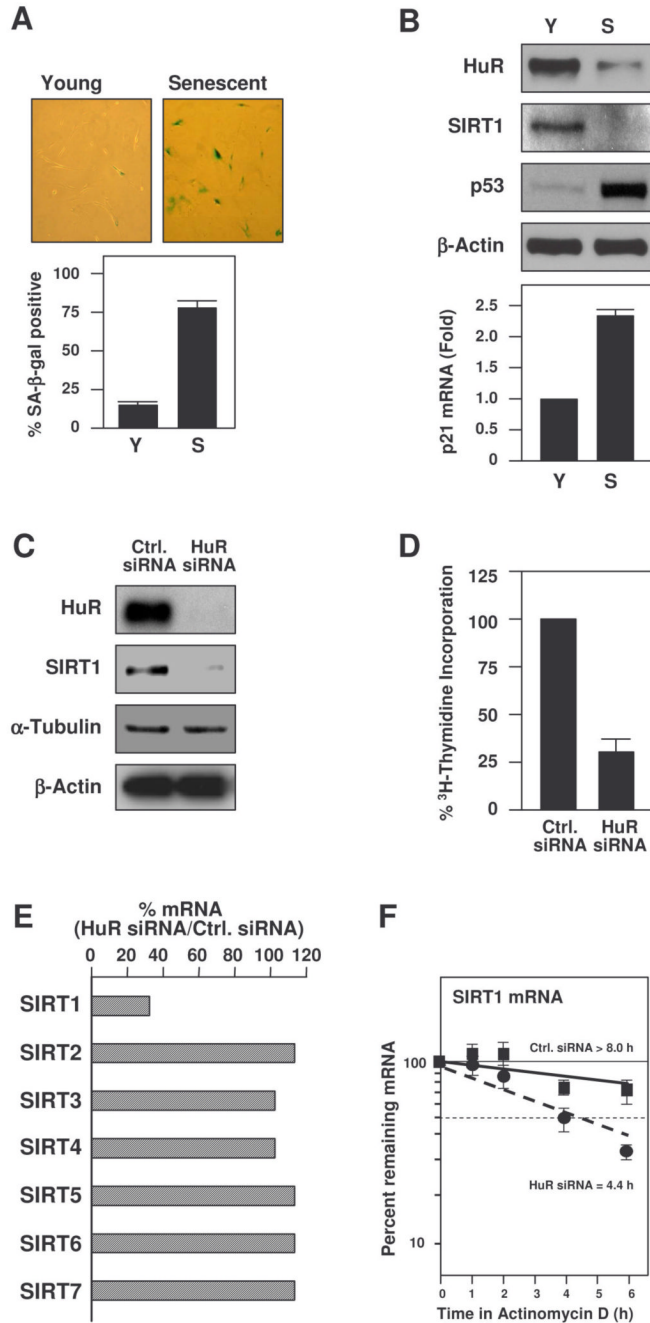 A
Young Senescent
% SA-β-gal positive
100
75
50
25
0
Y S
B
Y S
HuR
SIRT1
p53
β-Actin
p21 mRNA (Fold)
2.5
2.0
1.5
1.0
0.5
0
Y S
C
Ctrl. siRNA
HuR siRNA
HuR
SIRT1
α-Tubulin
β-Actin
D
% ³H-Thymidine Incorporation
125
100
75
50
25
0
Ctrl. siRNA
HuR siRNA
E
% mRNA
(HuR siRNA/Ctrl. siRNA)
0 20 40 60 80 100 120
SIRT1
SIRT2
SIRT3
SIRT4
SIRT5
SIRT6
SIRT7
F
SIRT1 mRNA
Ctrl. siRNA > 8.0 h
Percent remaining mRNA
100
10
HuR siRNA = 4.4 h
0 1 2 3 4 5 6
Time in Actinomycin D (h)